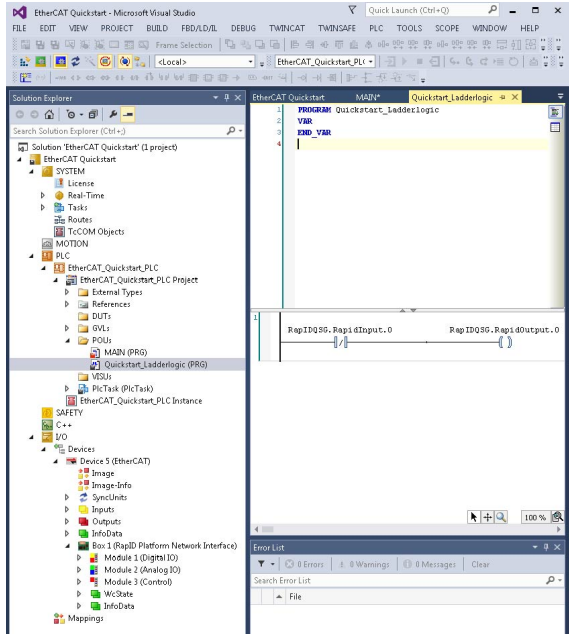 EtherCAT Quickstart - Microsoft Visual Studio
Quick Launch (Ctrl+Q)
FILE EDIT VIEW PROJECT BUILD FBD/LD/IL DEBUG TWINCAT TWINSAFE PLC TOOLS SCOPE WINDOW HELP
Frame Selection
<Local> EtherCAT_Quickstart_PLC
Solution Explorer
Search Solution Explorer (Ctrl+;)
Solution 'EtherCAT Quickstart' (1 project)
EtherCAT Quickstart
SYSTEM
License
Real-Time
Tasks
Routes
TcCOM Objects
MOTION
PLC
EtherCAT_Quickstart_PLC
EtherCAT_Quickstart_PLC Project
External Types
References
DUTs
GVLs
POUs
MAIN (PRG)
Quickstart_Ladderlogic (PRG)
VISUs
PlcTask (PlcTask)
EtherCAT_Quickstart_PLC Instance
SAFETY
C++
I/O
Devices
Device 5 (EtherCAT)
Image
Image-Info
SyncUnits
Inputs
Outputs
InfoData
Box 1 (RapID Platform Network Interface)
Module 1 (Digital IO)
Module 2 (Analog IO)
Module 3 (Control)
WcState
InfoData
Mappings
EtherCAT Quickstart MAIN* Quickstart_Ladderlogic
1 PROGRAM Quickstart_Ladderlogic
2 VAR
3 END_VAR
4
1
RapIDQSG.RapidInput.0 RapIDQSG.RapidOutput.0
100 %
Error List
0 Errors 0 Warnings 0 Messages Clear
Search Error List
File